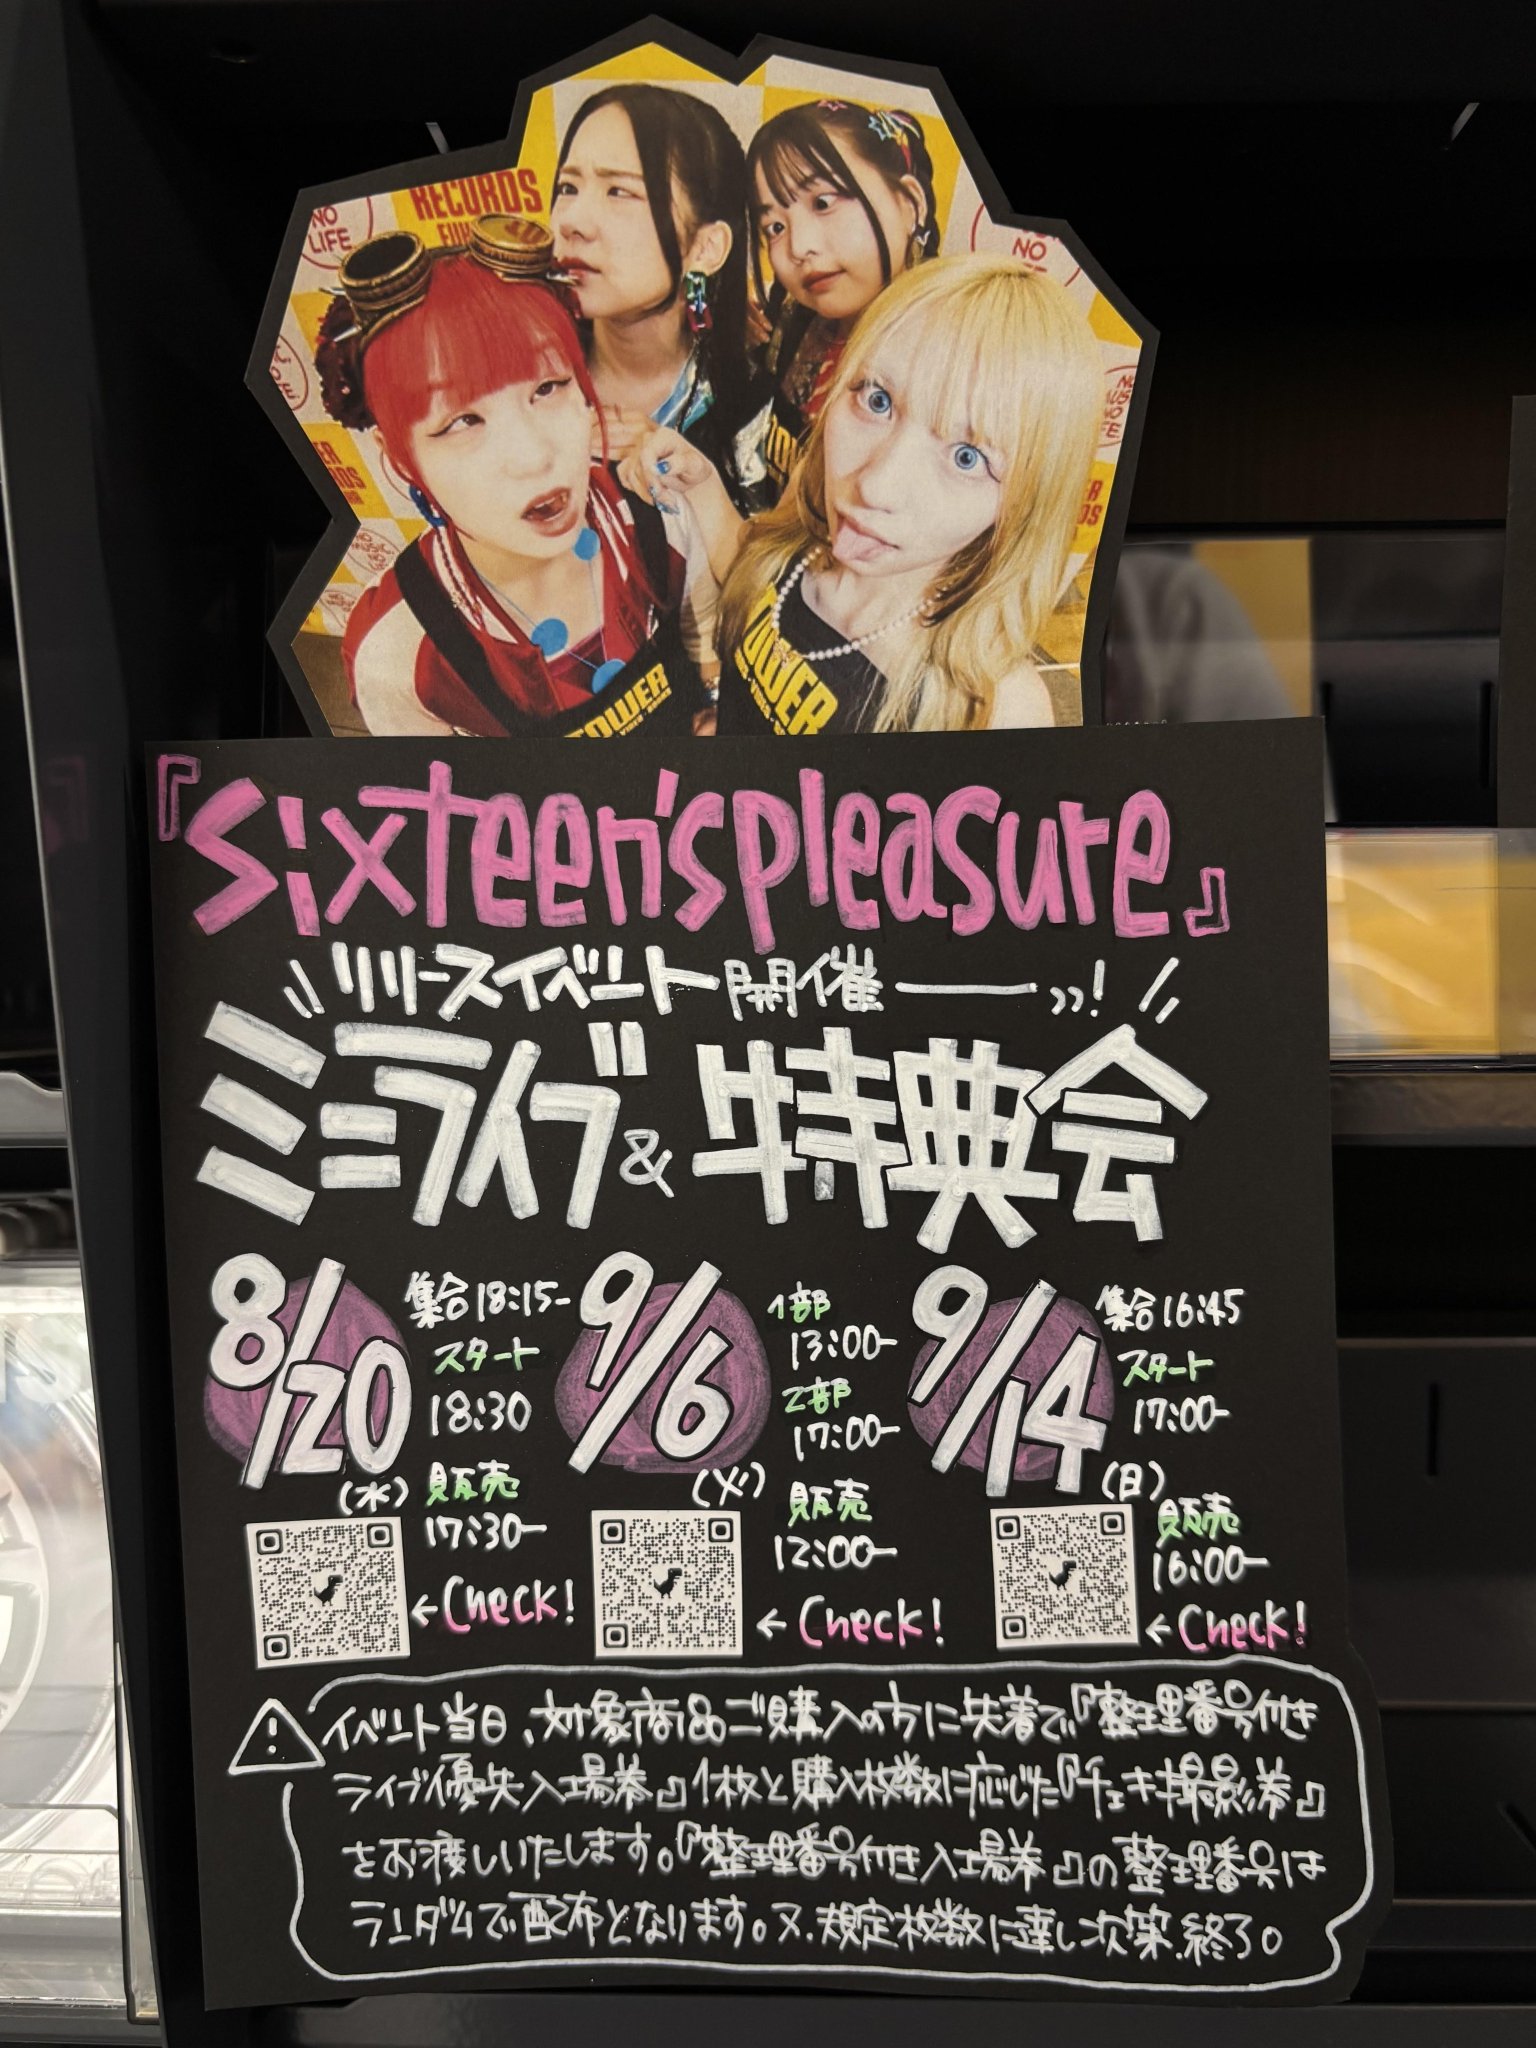 NO
LIFE
RECORDS
NO
TOWER
TOWER
『sixteen's pleasure』
リリースイベント開催――››!
ミニライブ&特典会
8/20
(水)
集合18:15-
スタート
18:30
販売
17:30-
←Check!
9/6
(火)
1部
13:00-
2部
17:00-
販売
12:00-
←Check!
9/14
(日)
集合16:45
スタート
17:00-
販売
16:00-
←Check!
イベント当日、対象商品ご購入の方に先着で、『整理番号付き
ライブ優先入場券』1枚と購入枚数に応じた『チェキ撮影券』
をお渡しいたします。『整理番号付き入場券』の整理番号は
ランダムで配布となります。又、規定枚数に達し次第、終了。